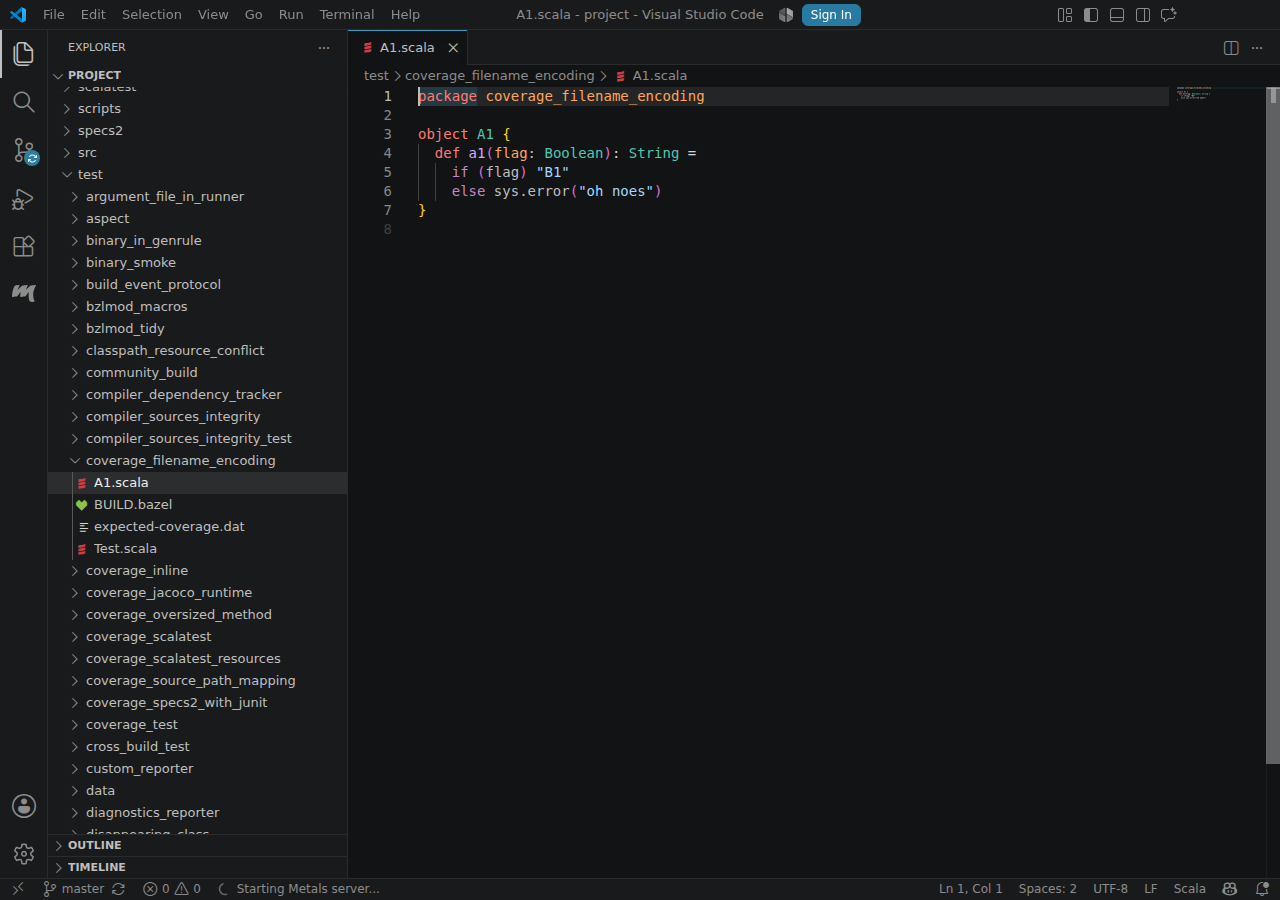 File Edit Selection View Go Run Terminal Help A1.scala - project - Visual Studio Code Sign In
EXPLORER
PROJECT
scalatest
scripts
specs2
src
test
argument_file_in_runner
aspect
binary_in_genrule
binary_smoke
build_event_protocol
bzlmod_macros
bzlmod_tidy
classpath_resource_conflict
community_build
compiler_dependency_tracker
compiler_sources_integrity
compiler_sources_integrity_test
coverage_filename_encoding
A1.scala
BUILD.bazel
expected-coverage.dat
Test.scala
coverage_inline
coverage_jacoco_runtime
coverage_oversized_method
coverage_scalatest
coverage_scalatest_resources
coverage_source_path_mapping
coverage_specs2_with_junit
coverage_test
cross_build_test
custom_reporter
data
diagnostics_reporter
disappearing_class
OUTLINE
TIMELINE
A1.scala
test coverage_filename_encoding A1.scala
1 package coverage_filename_encoding
2
3 object A1 {
4 def a1(flag: Boolean): String =
5 if (flag) "B1"
6 else sys.error("oh noes")
7 }
8
master 0 0 Starting Metals server... Ln 1, Col 1 Spaces: 2 UTF-8 LF Scala